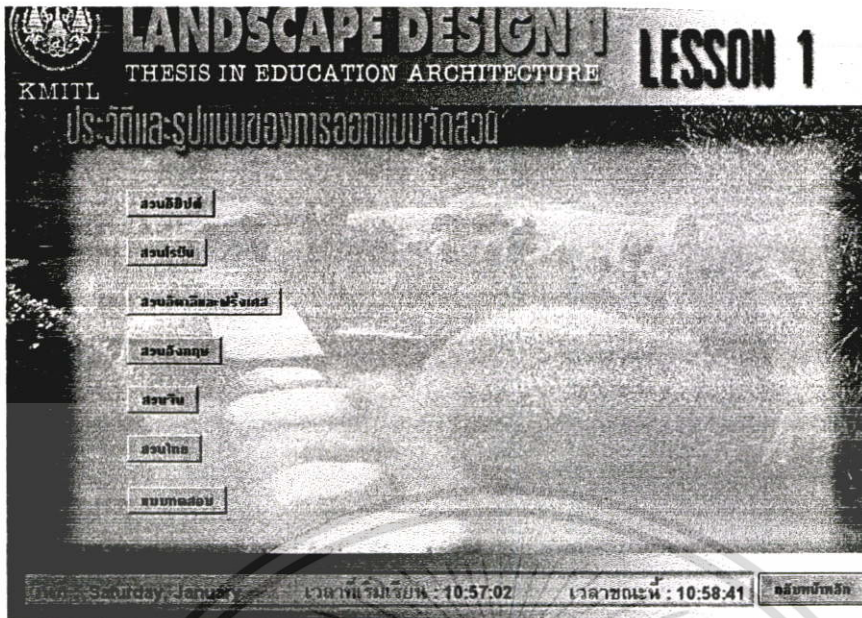 LANDSCAPE DESIGN 1
THESIS IN EDUCATION ARCHITECTURE
KMITL
LESSON 1
ประวัติและรูปแบบของการออกแบบจัดสวน
สวนอียิปต์
สวนโรมัน
สวนอิตาลีและฝรั่งเศส
สวนอังกฤษ
สวนจีน
สวนไทย
แบบทดสอบ
Saturday, January
เวลาที่เริ่มเรียน : 10:57:02
เวลาขณะนี้ : 10:58:41
กลับหน้าหลัก